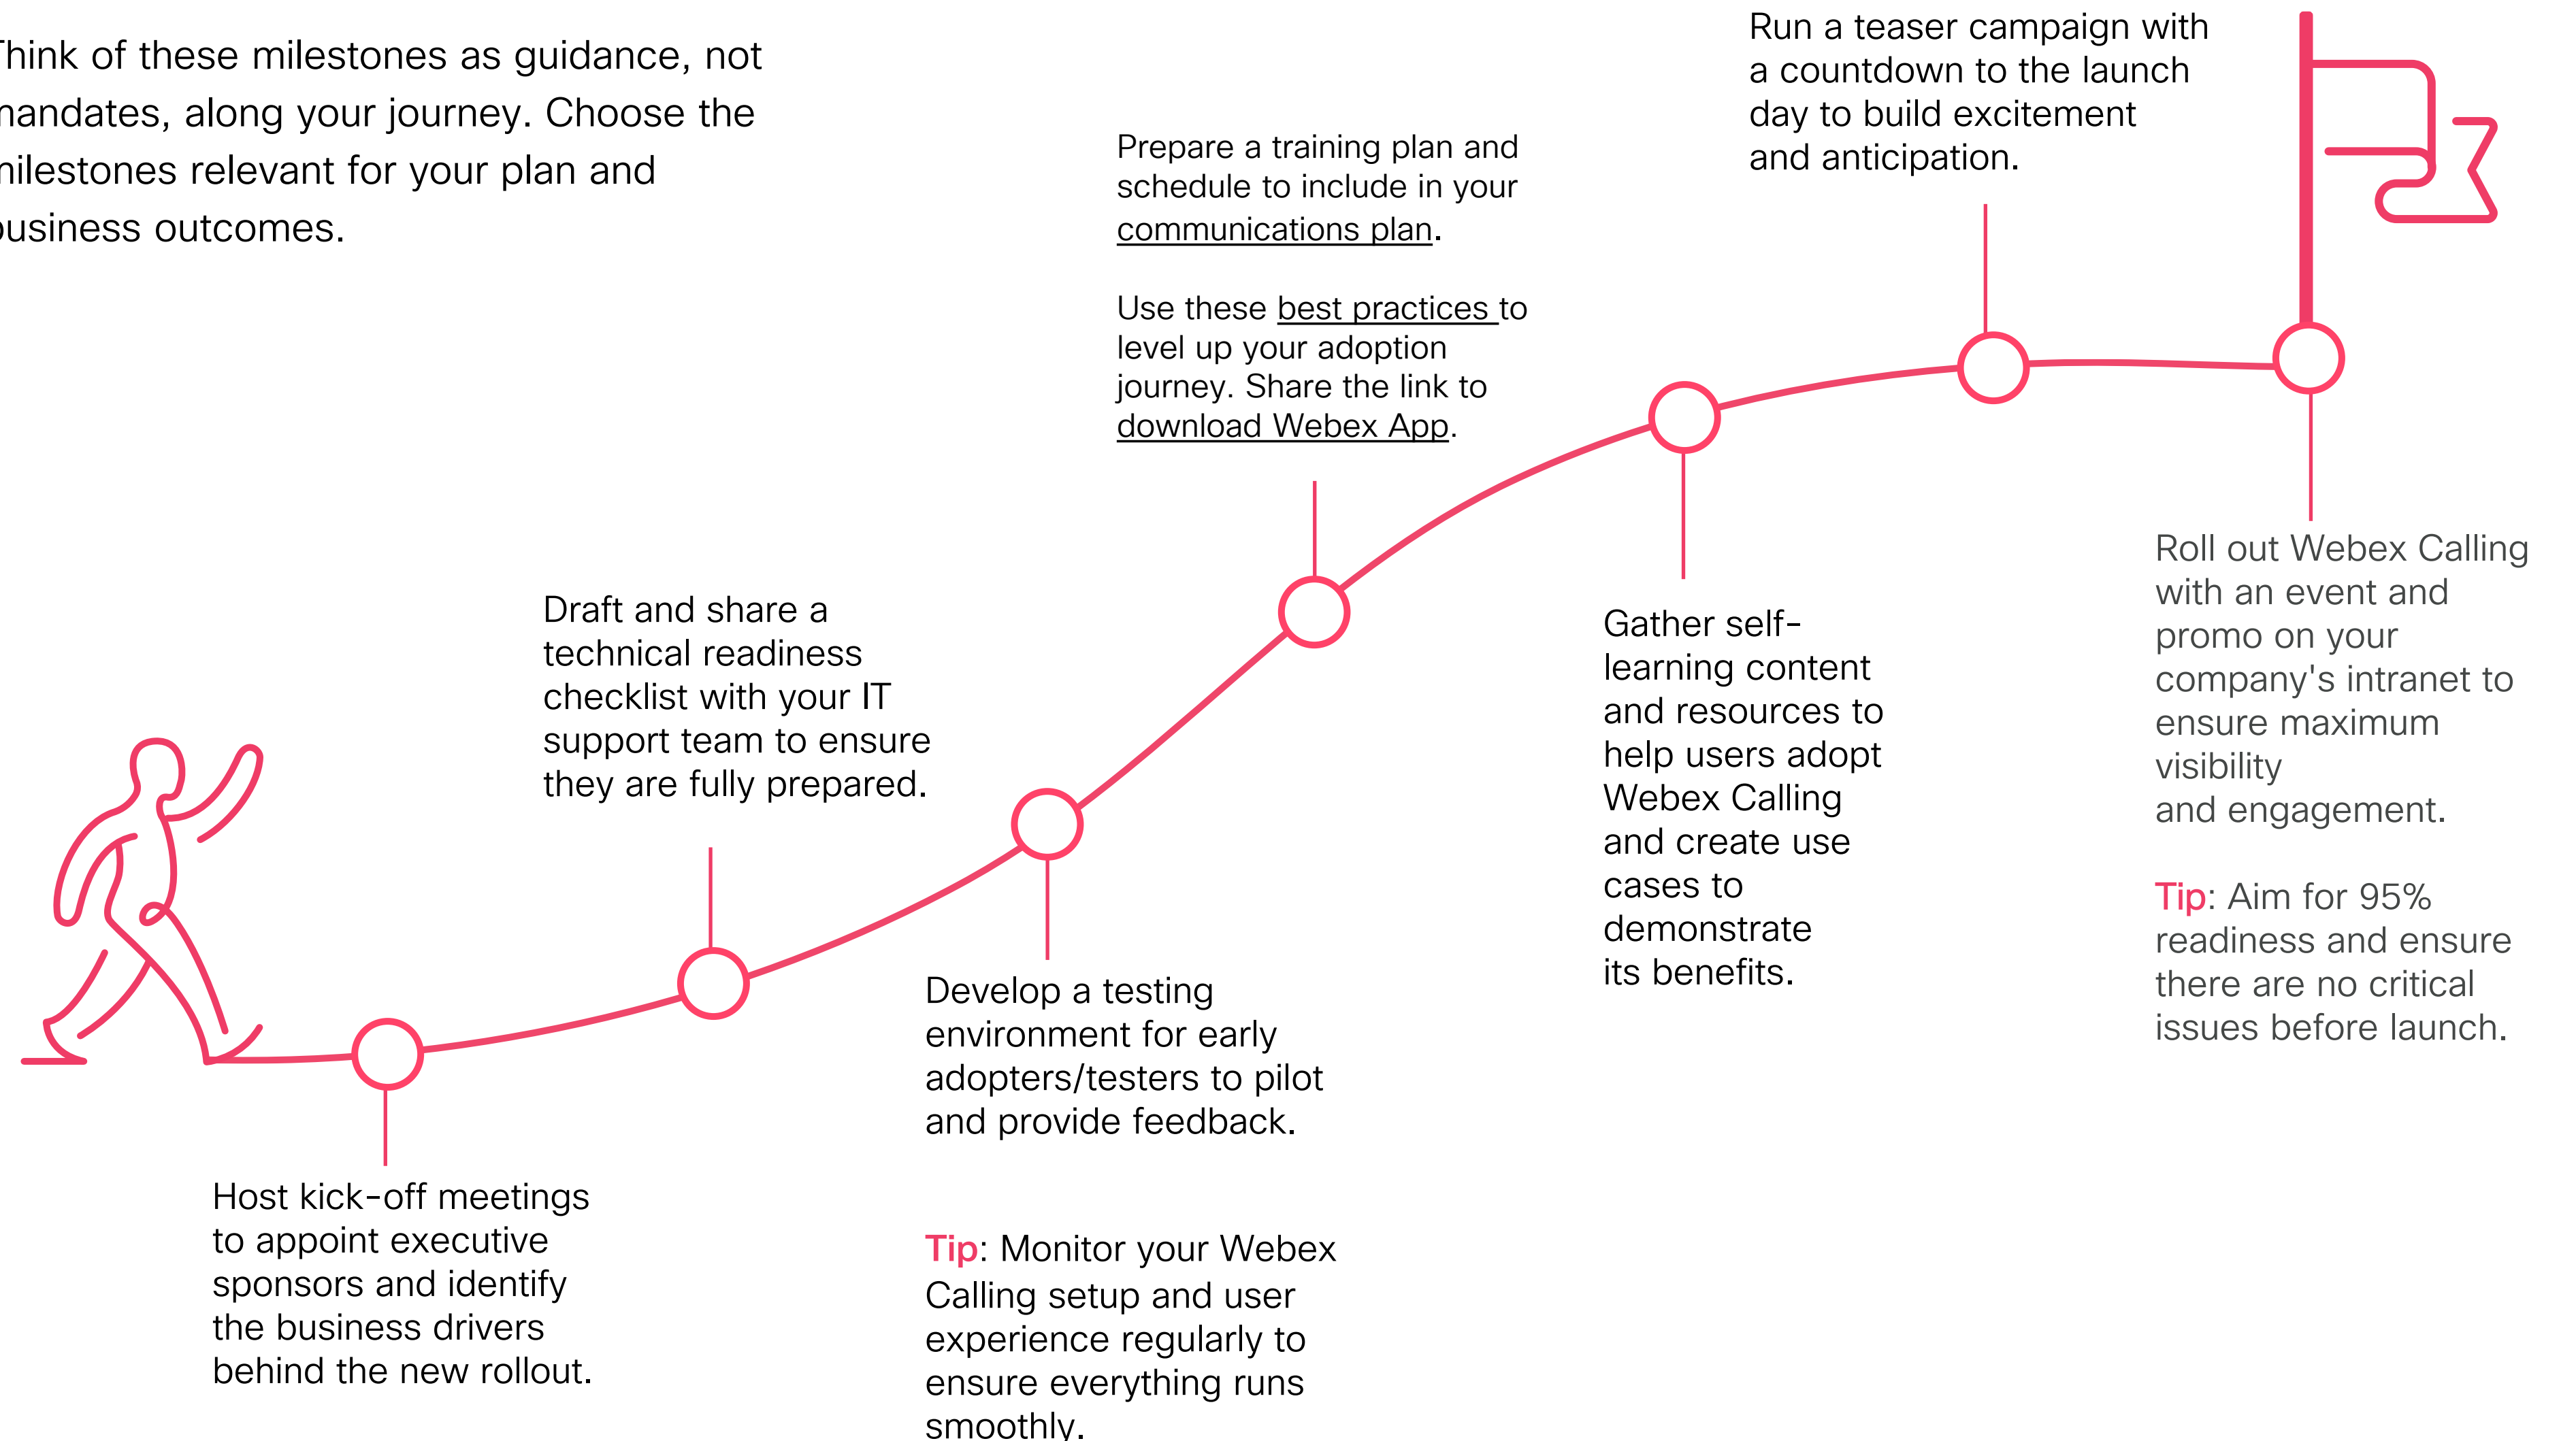 Think of these milestones as guidance, not
mandates, along your journey. Choose the
milestones relevant for your plan and
business outcomes.
Host kick-off meetings
to appoint executive
sponsors and identify
the business drivers
behind the new rollout.
Draft and share a
technical readiness
checklist with your IT
support team to ensure
they are fully prepared.
Develop a testing
environment for early
adopters/testers to pilot
and provide feedback.
Tip: Monitor your Webex
Calling setup and user
experience regularly to
ensure everything runs
smoothly.
Prepare a training plan and
schedule to include in your
communications plan.
Use these best practices to
level up your adoption
journey. Share the link to
download Webex App.
Gather self-
learning content
and resources to
help users adopt
Webex Calling
and create use
cases to
demonstrate
its benefits.
Run a teaser campaign with
a countdown to the launch
day to build excitement
and anticipation.
Roll out Webex Calling
with an event and
promo on your
company's intranet to
ensure maximum
visibility
and engagement.
Tip: Aim for 95%
readiness and ensure
there are no critical
issues before launch.